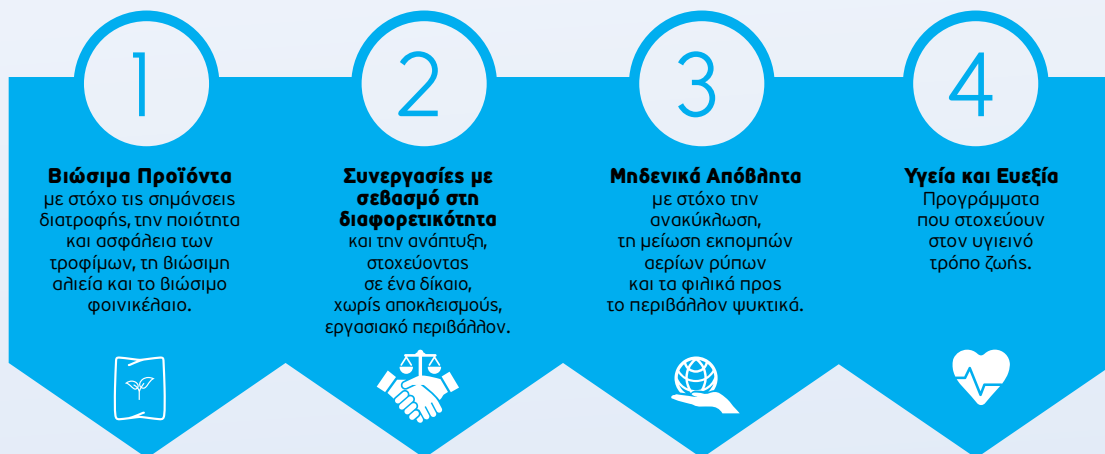 1
Βιώσιμα Προϊόντα
με στόχο τις σημάνσεις
διατροφής, την ποιότητα
και ασφάλεια των
τροφίμων, τη βιώσιμη
αλιεία και το βιώσιμο
φοινικέλαιο.
2
Συνεργασίες με
σεβασμό στη
διαφορετικότητα
και την ανάπτυξη,
στοχεύοντας
σε ένα δίκαιο,
χωρίς αποκλεισμούς,
εργασιακό περιβάλλον.
3
Μηδενικά Απόβλητα
με στόχο την
ανακύκλωση,
τη μείωση εκπομπών
αερίων ρύπων
και τα φιλικά προς
το περιβάλλον ψυκτικά.
4
Υγεία και Ευεξία
Προγράμματα
που στοχεύουν
στον υγιεινό
τρόπο ζωής.